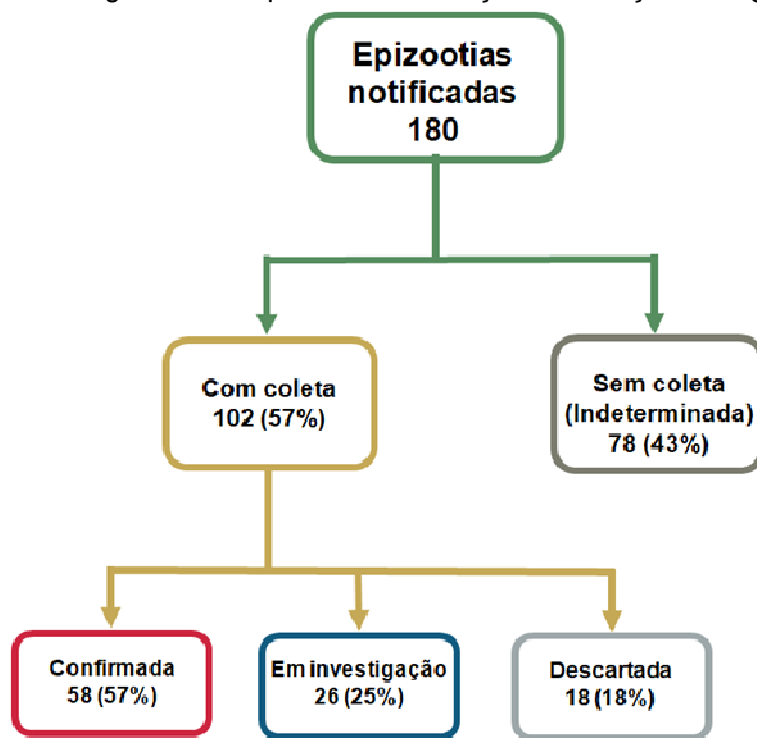 Epizootias
notificadas
180
Com coleta
102 (57%)
Sem coleta
(Indeterminada)
78 (43%)
Confirmada
58 (57%)
Em investigação
26 (25%)
Descartada
18 (18%)